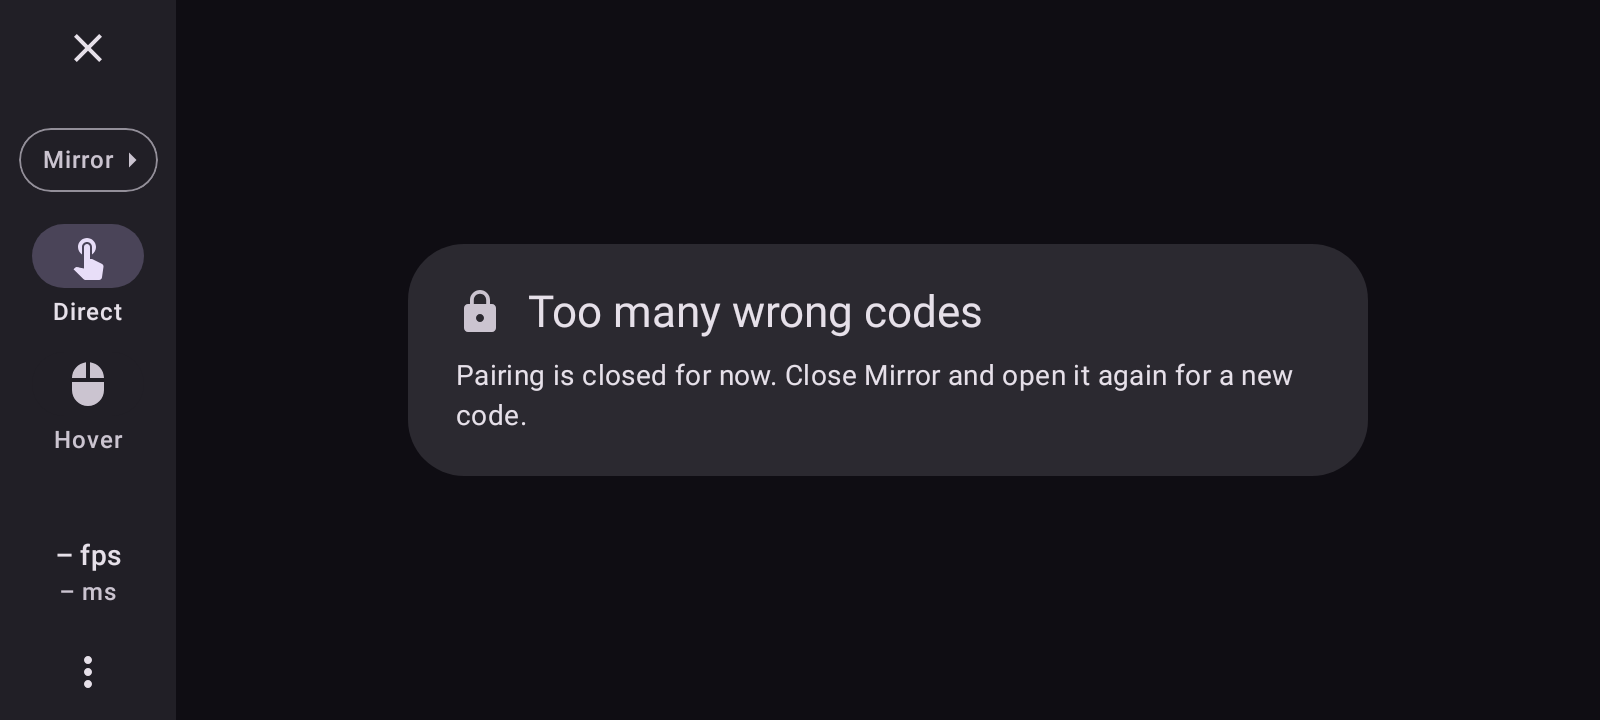 Mirror
Direct
Hover
– fps
– ms
Too many wrong codes
Pairing is closed for now. Close Mirror and open it again for a new
code.